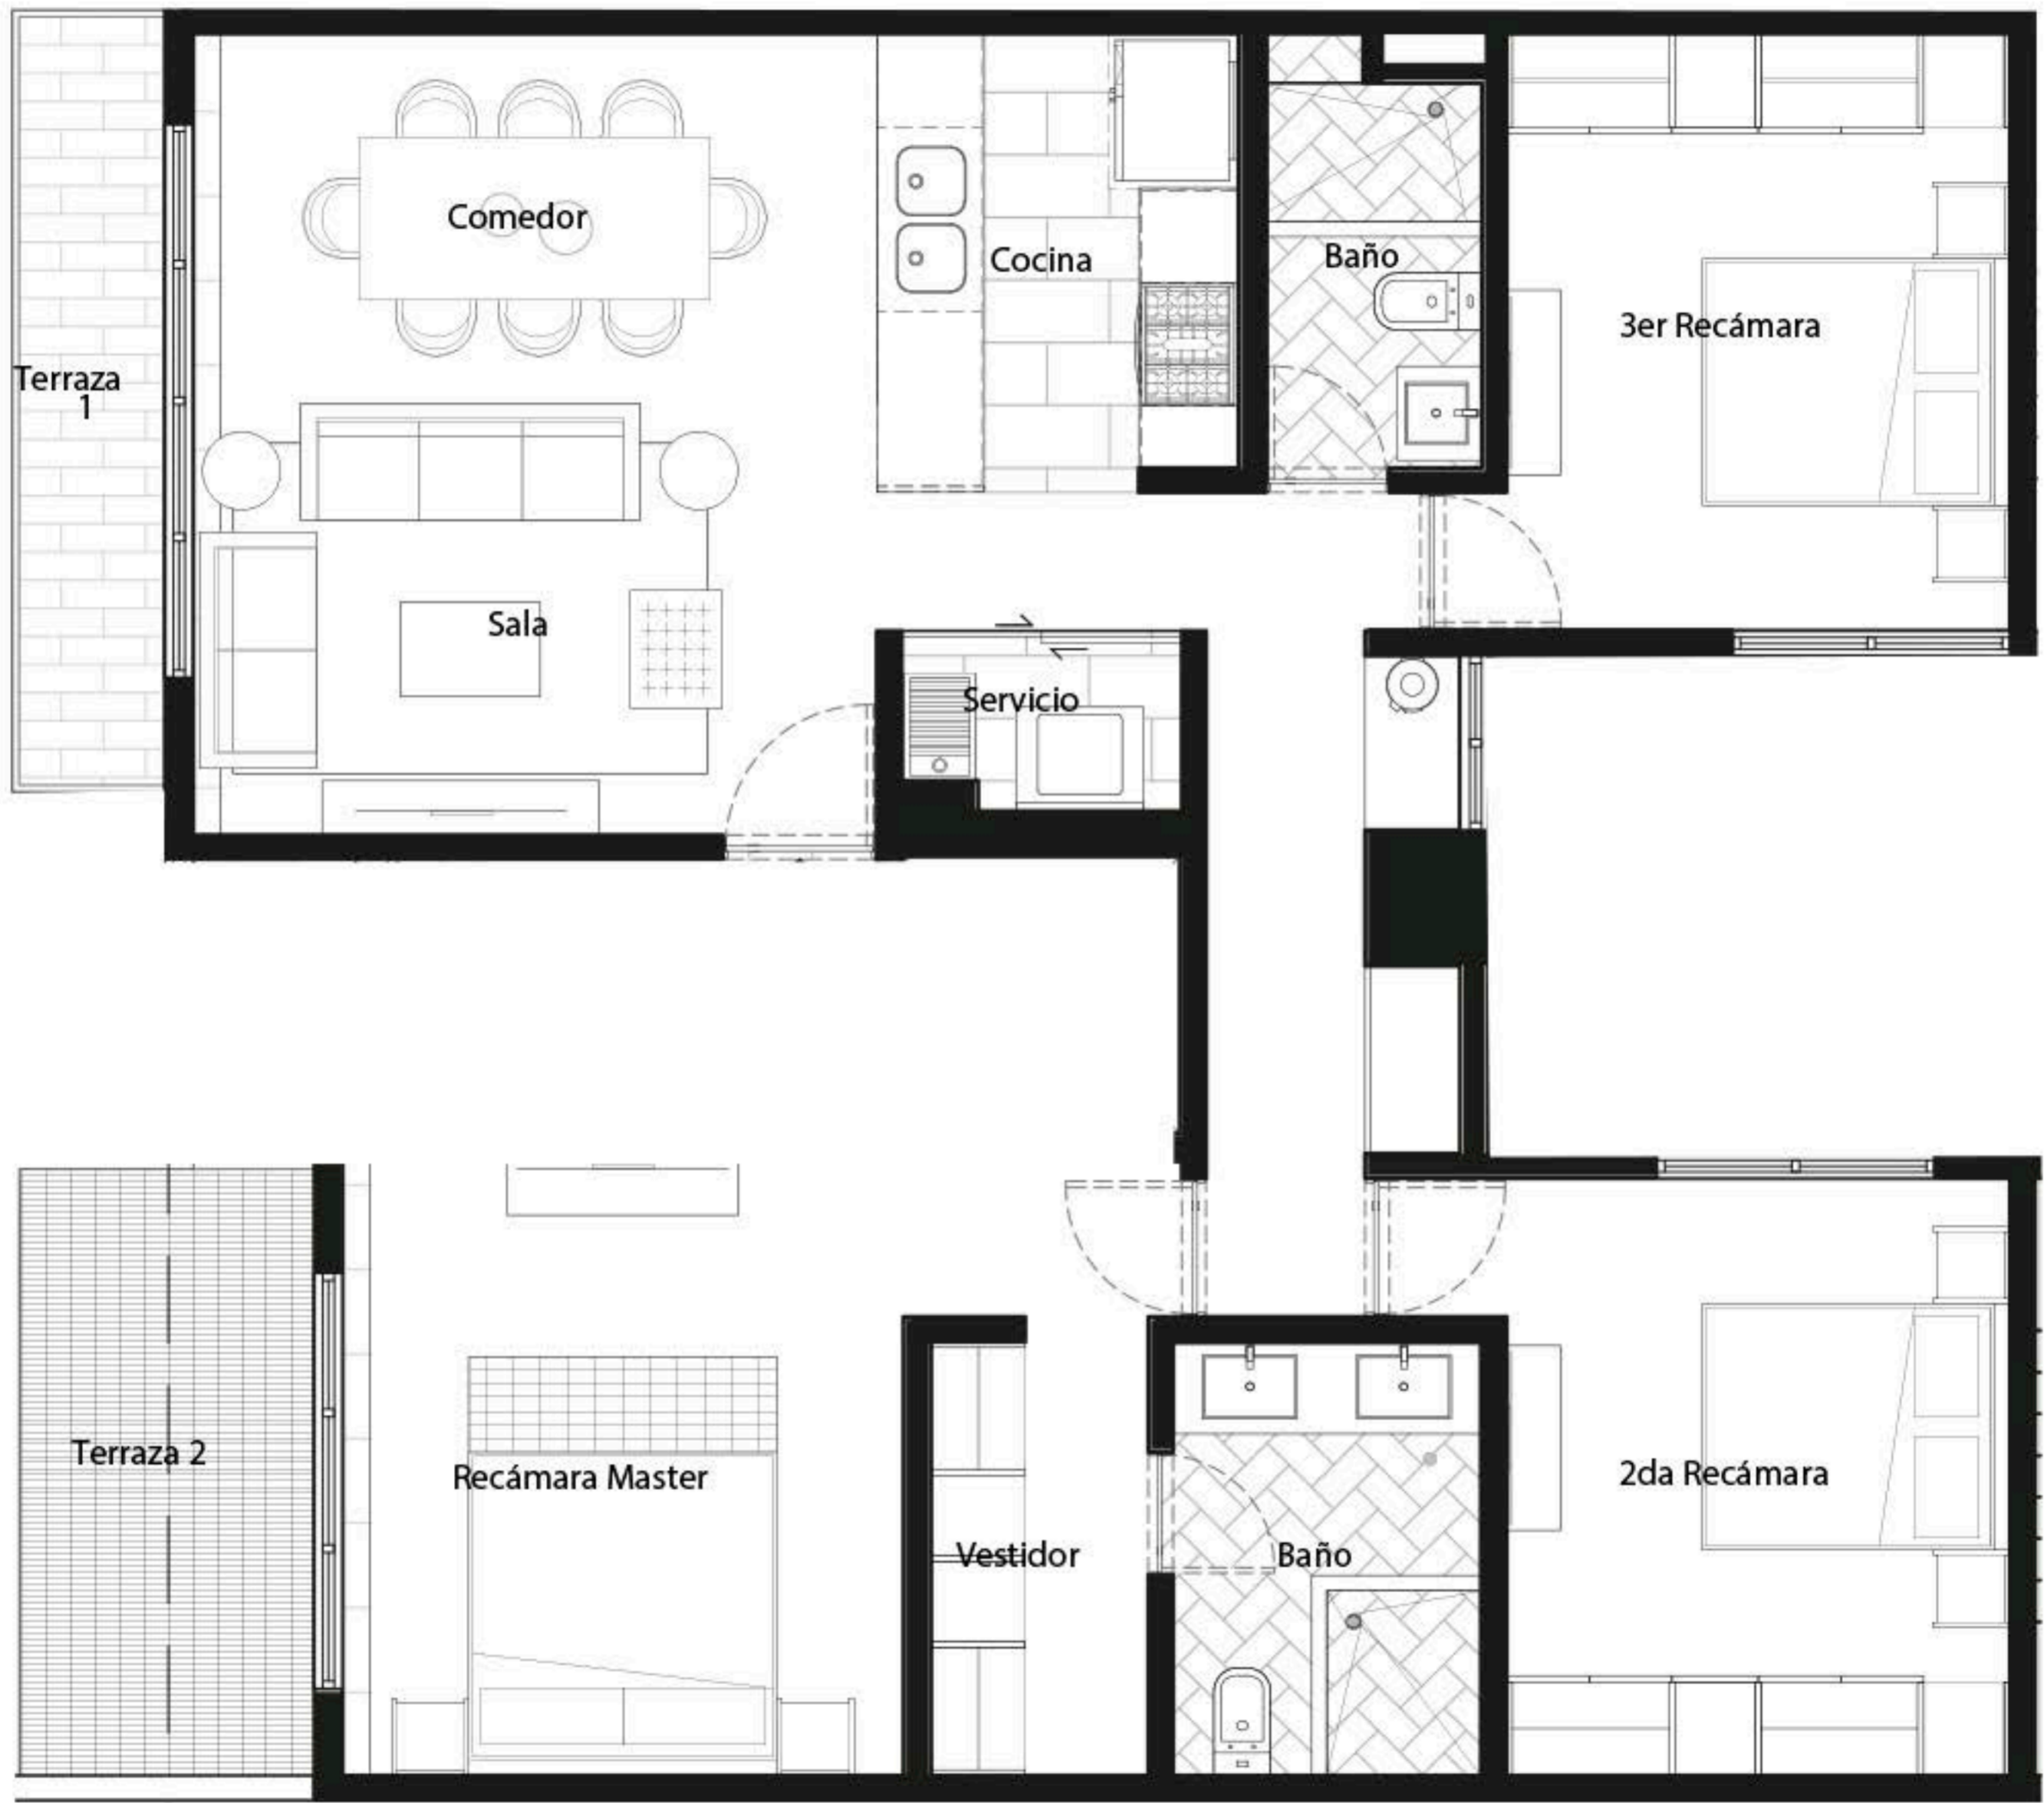 Comedor
Cocina
Baño
3er Recámara
Terraza
1
Sala
Servicio
Terraza 2
Recámara Master
Vestidor
Baño
2da Recámara